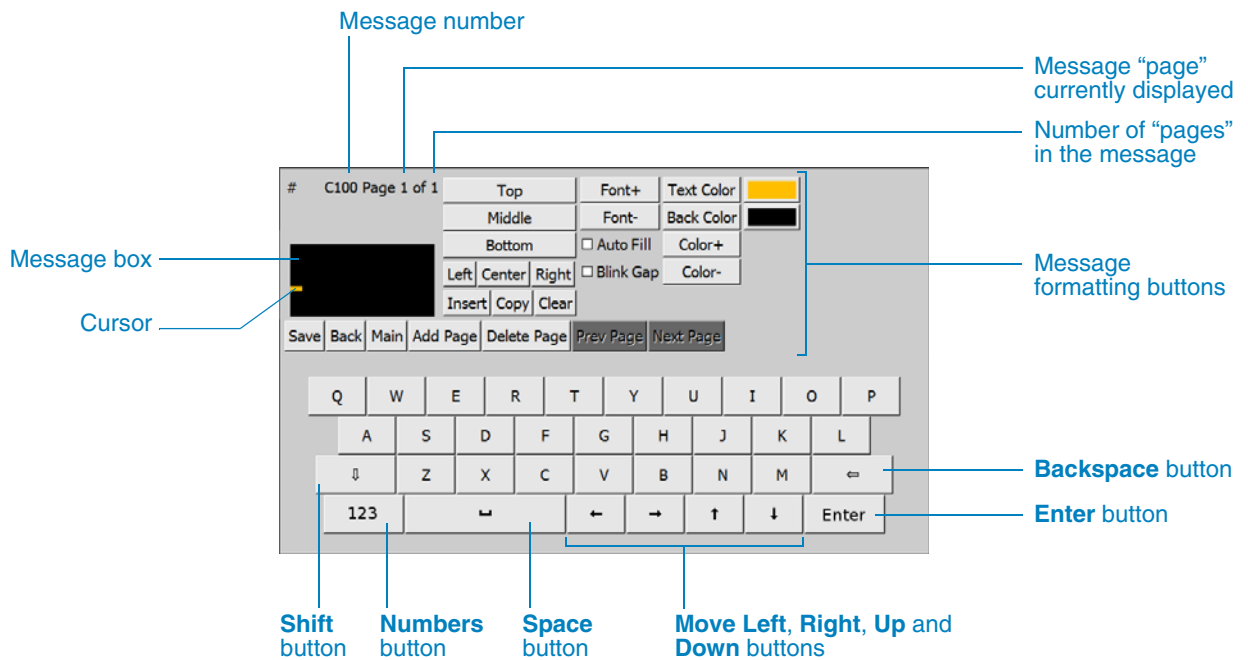 Message number
Message “page”
currently displayed
Number of “pages”
in the message
# C100 Page 1 of 1
Top
Font+
Text Color
Middle
Font-
Back Color
Bottom
Auto Fill
Color+
Left Center Right
Blink Gap
Color-
Insert Copy Clear
Save Back Main Add Page Delete Page Prev Page Next Page
Message box
Cursor
Message
formatting buttons
Q W E R T Y U I O P
A S D F G H J K L
⇩ Z X C V B N M ⇦
123 ␣ ← → ↑ ↓ Enter
Backspace button
Enter button
Shift
button
Numbers
button
Space
button
Move Left, Right, Up and
Down buttons